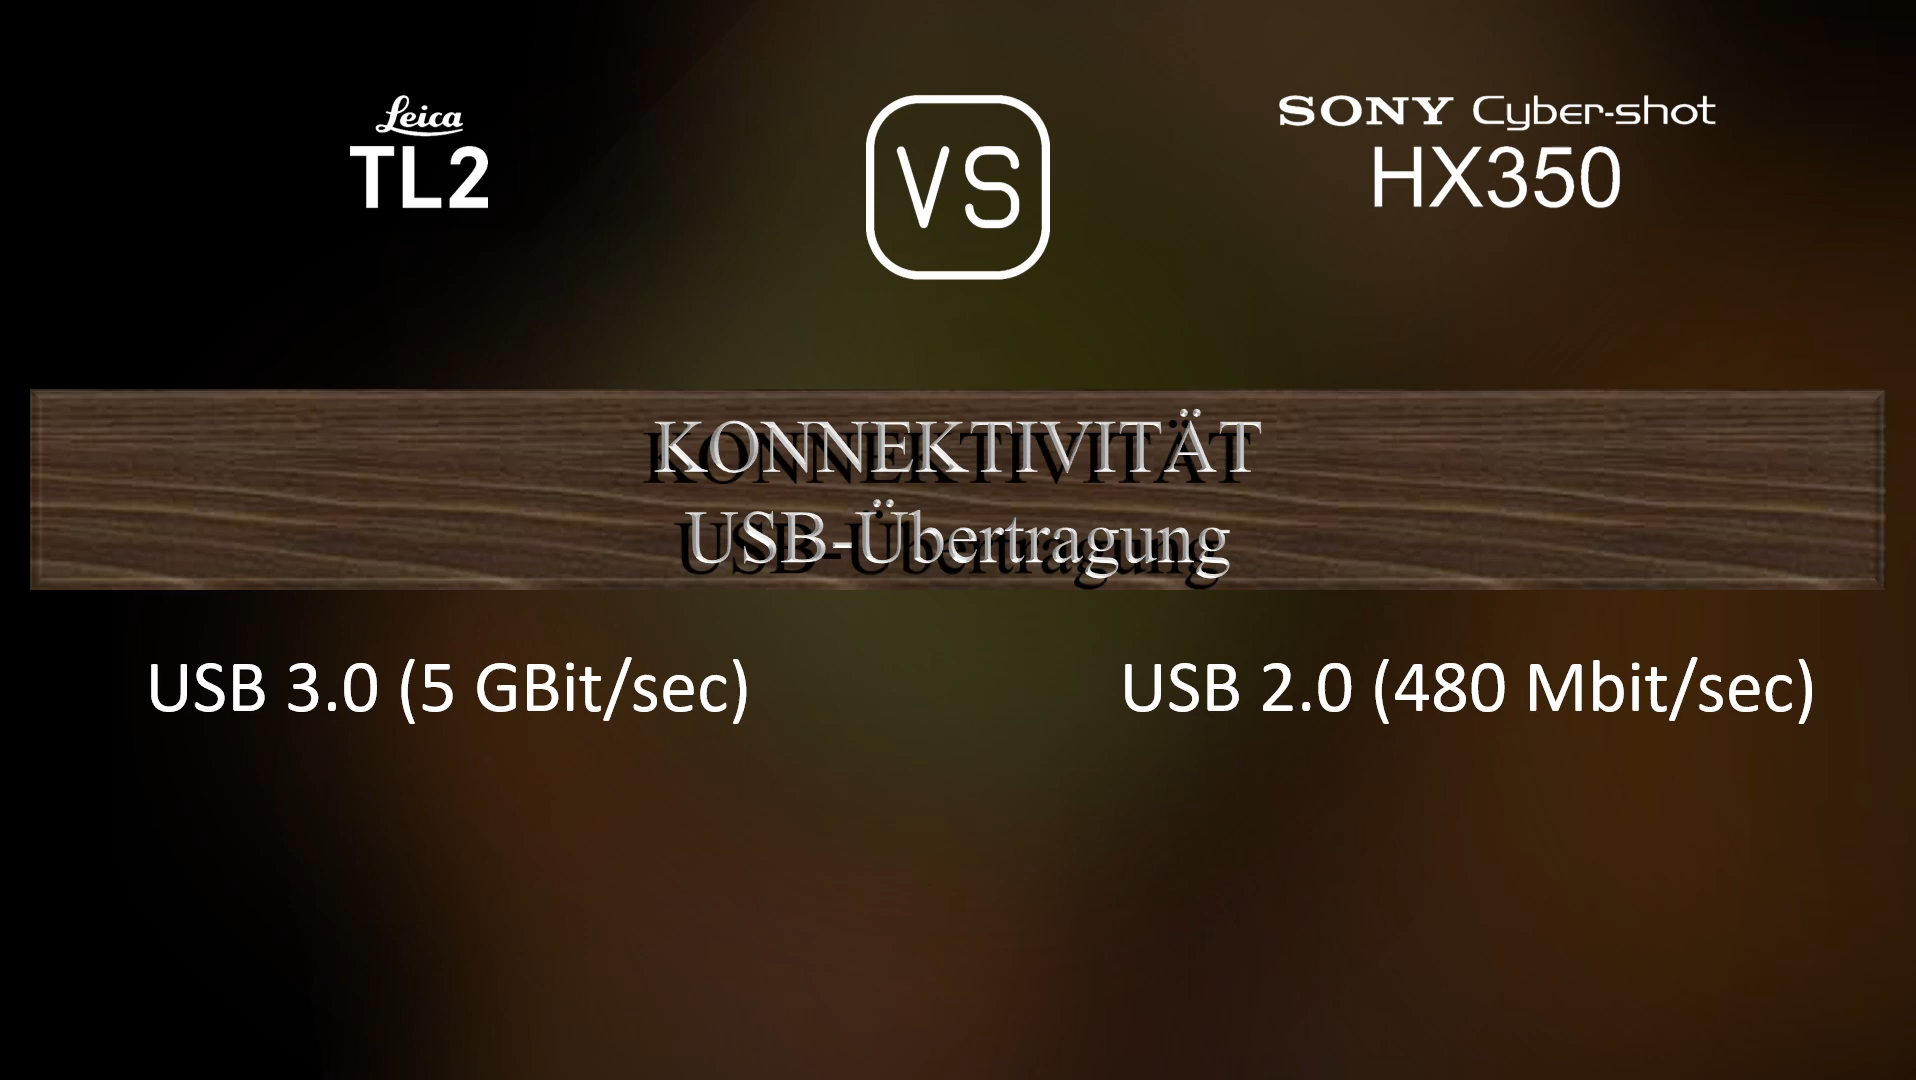 Leica
TL2
VS
SONY Cyber-shot
HX350
KONNEKTIVITÄT
USB-Übertragung
USB 3.0 (5 GBit/sec)
USB 2.0 (480 Mbit/sec)